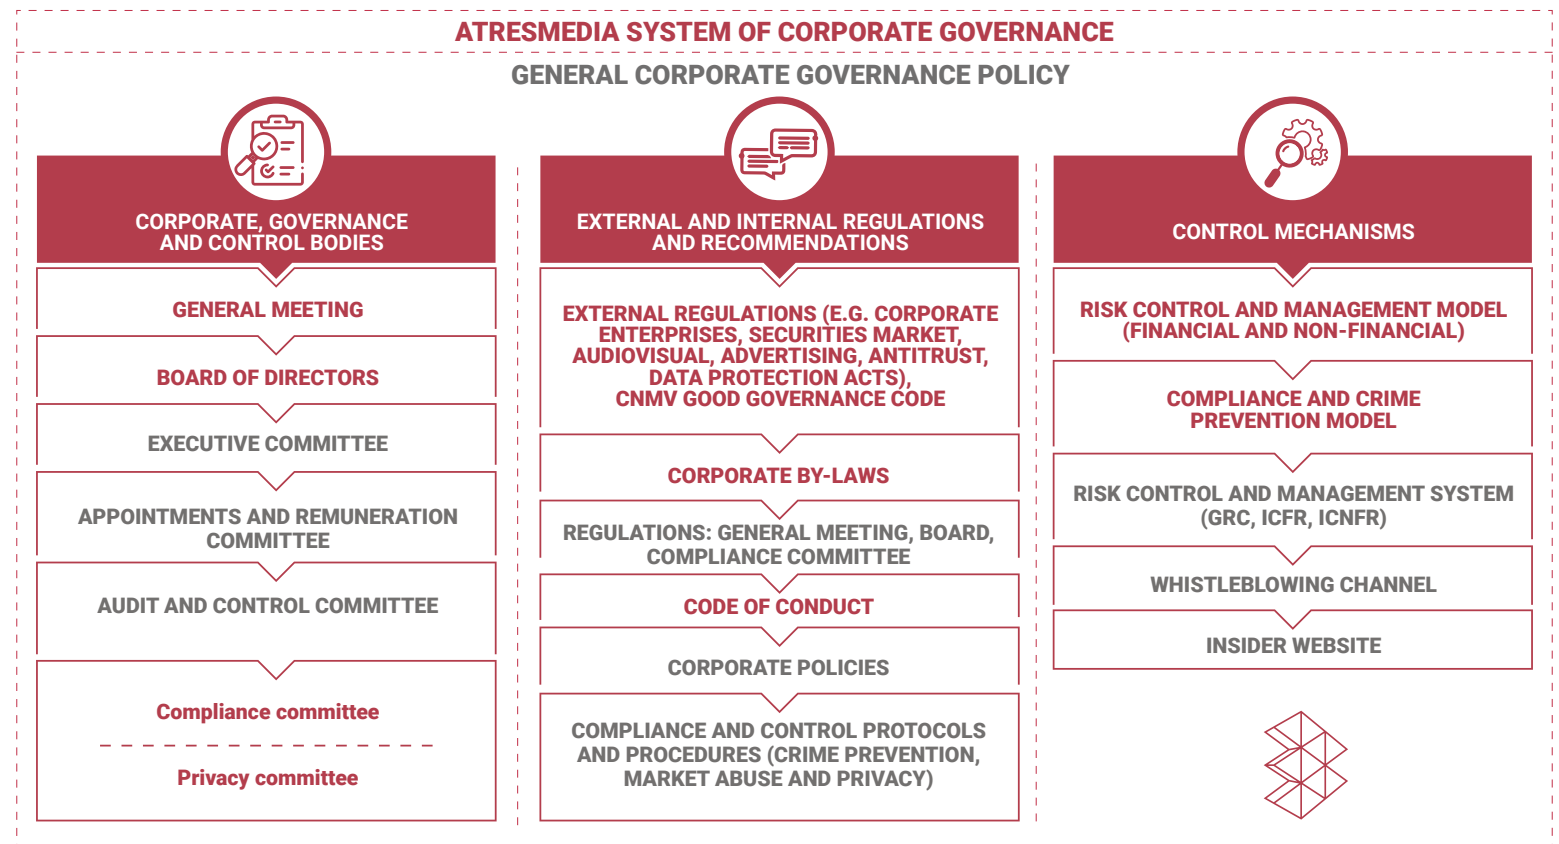 ATRESMEDIA SYSTEM OF CORPORATE GOVERNANCE
GENERAL CORPORATE GOVERNANCE POLICY
CORPORATE, GOVERNANCE
AND CONTROL BODIES
GENERAL MEETING
BOARD OF DIRECTORS
EXECUTIVE COMMITTEE
APPOINTMENTS AND REMUNERATION
COMMITTEE
AUDIT AND CONTROL COMMITTEE
Compliance committee
Privacy committee
EXTERNAL AND INTERNAL REGULATIONS
AND RECOMMENDATIONS
EXTERNAL REGULATIONS (E.G. CORPORATE
ENTERPRISES, SECURITIES MARKET,
AUDIOVISUAL, ADVERTISING, ANTITRUST,
DATA PROTECTION ACTS),
CNMV GOOD GOVERNANCE CODE
CORPORATE BY-LAWS
REGULATIONS: GENERAL MEETING, BOARD,
COMPLIANCE COMMITTEE
CODE OF CONDUCT
CORPORATE POLICIES
COMPLIANCE AND CONTROL PROTOCOLS
AND PROCEDURES (CRIME PREVENTION,
MARKET ABUSE AND PRIVACY)
CONTROL MECHANISMS
RISK CONTROL AND MANAGEMENT MODEL
(FINANCIAL AND NON-FINANCIAL)
COMPLIANCE AND CRIME
PREVENTION MODEL
RISK CONTROL AND MANAGEMENT SYSTEM
(GRC, ICFR, ICNFR)
WHISTLEBLOWING CHANNEL
INSIDER WEBSITE